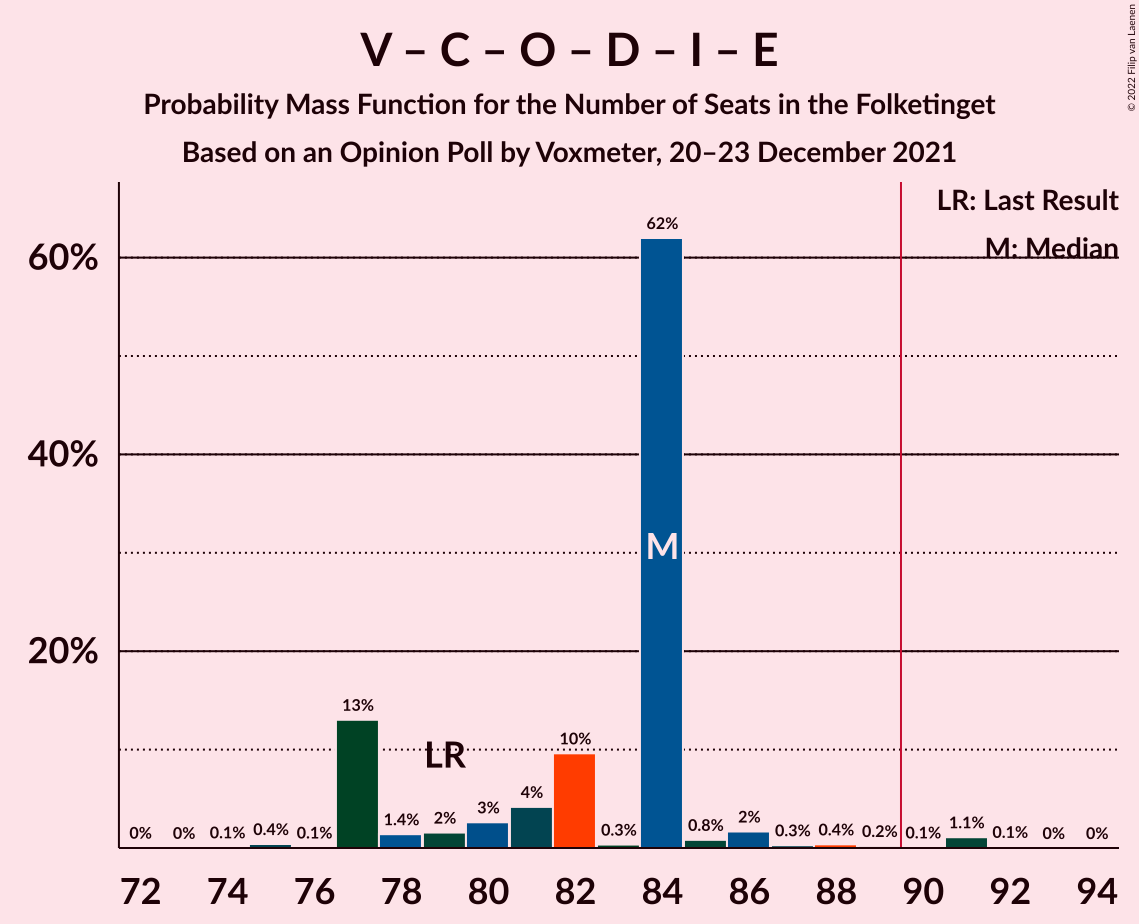 V – C – O – D – I – E
Probability Mass Function for the Number of Seats in the Folketinget
Based on an Opinion Poll by Voxmeter, 20–23 December 2021
© 2022 Filip van Laenen
LR: Last Result
M: Median
60%
40%
20%
62%
M
13%
LR
10%
0% 0% 0.1% 0.4% 0.1% 1.4% 2% 3% 4% 0.3% 0.8% 2% 0.3% 0.4% 0.2% 0.1% 1.1% 0.1% 0% 0%
72 74 76 78 80 82 84 86 88 90 92 94